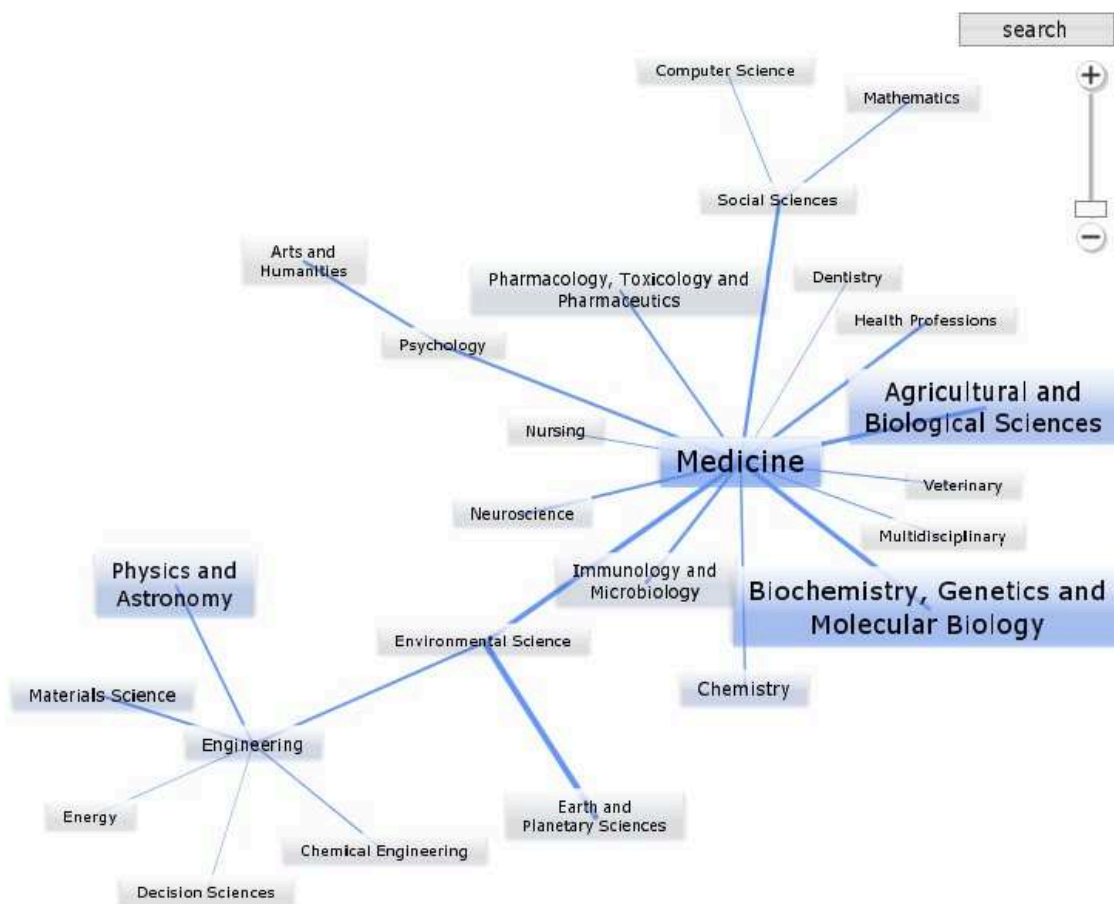 search
Computer Science
Mathematics
Social Sciences
Arts and
Humanities
Pharmacology, Toxicology and
Pharmaceutics
Dentistry
Health Professions
Psychology
Agricultural and
Biological Sciences
Nursing
Medicine
Veterinary
Neuroscience
Multidisciplinary
Physics and
Astronomy
Immunology and
Microbiology
Biochemistry, Genetics and
Molecular Biology
Environmental Science
Chemistry
Materials Science
Engineering
Earth and
Planetary Sciences
Energy
Chemical Engineering
Decision Sciences